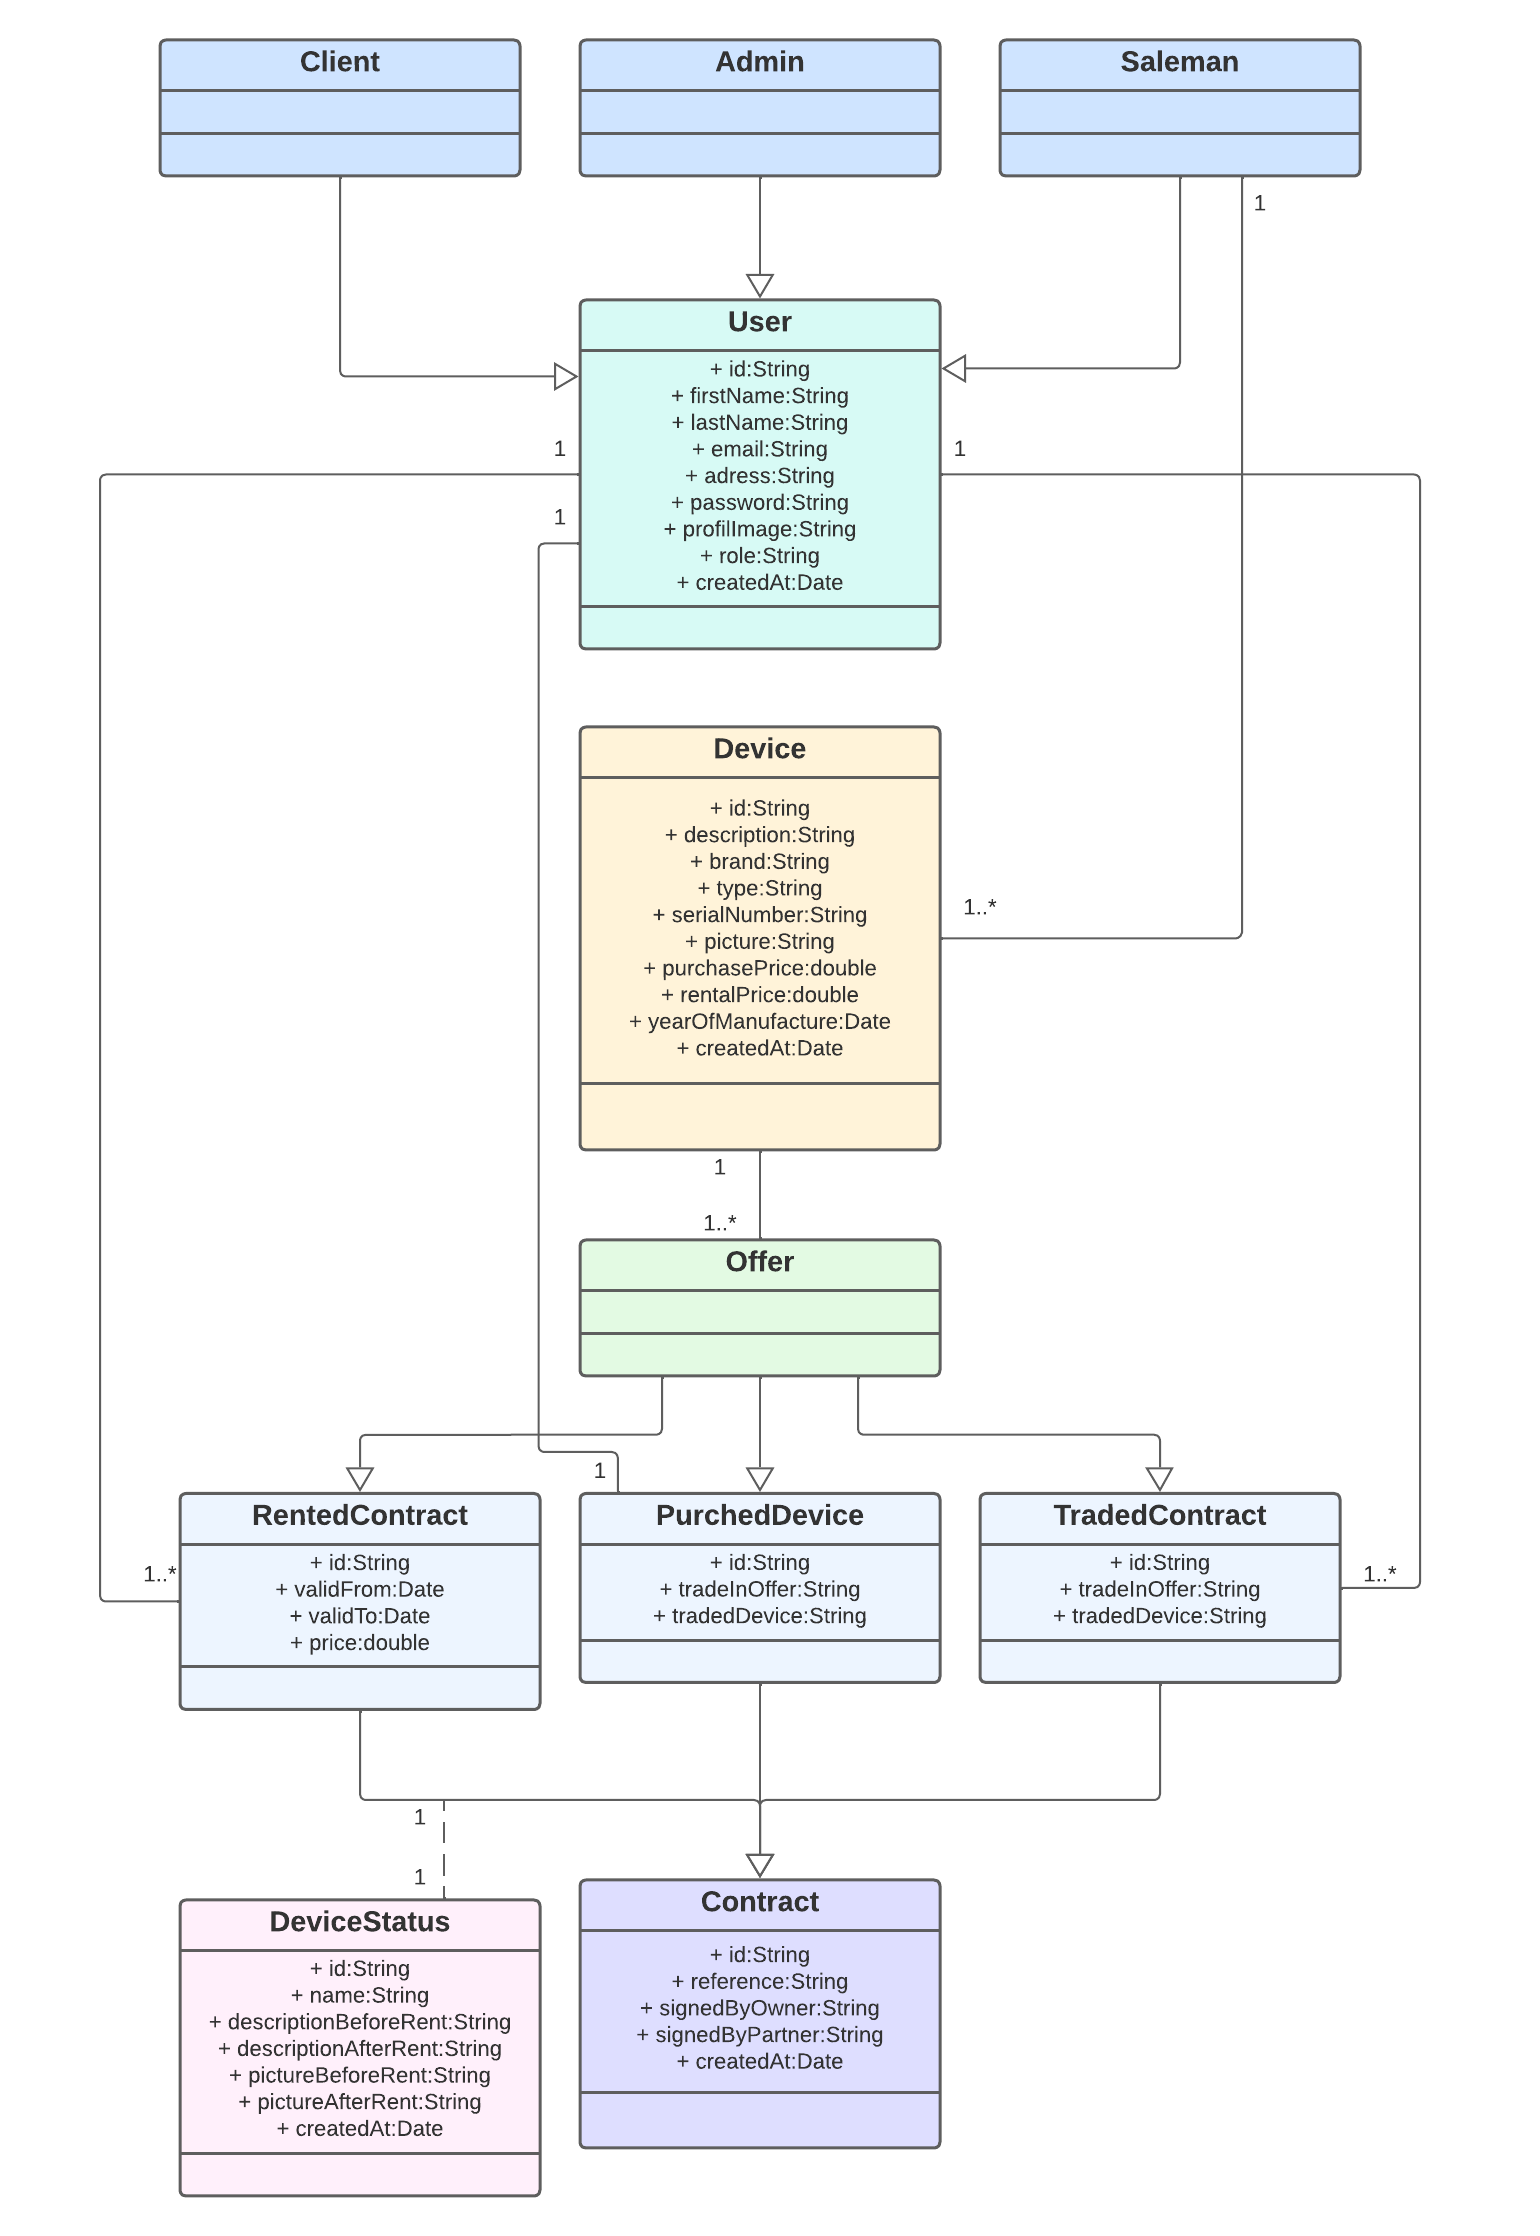 Client
Admin
Saleman
1
User
+ id:String
+ firstName:String
+ lastName:String
+ email:String
+ adress:String
+ password:String
+ profilImage:String
+ role:String
+ createdAt:Date
1
1
1
Device
+ id:String
+ description:String
+ brand:String
+ type:String
+ serialNumber:String
+ picture:String
+ purchasePrice:double
+ rentalPrice:double
+ yearOfManufacture:Date
+ createdAt:Date
1..*
1
1..*
Offer
1
RentedContract
+ id:String
+ validFrom:Date
+ validTo:Date
+ price:double
1..*
PurchedDevice
+ id:String
+ tradeInOffer:String
+ tradedDevice:String
TradedContract
+ id:String
+ tradeInOffer:String
+ tradedDevice:String
1..*
1
1
DeviceStatus
+ id:String
+ name:String
+ descriptionBeforeRent:String
+ descriptionAfterRent:String
+ pictureBeforeRent:String
+ pictureAfterRent:String
+ createdAt:Date
Contract
+ id:String
+ reference:String
+ signedByOwner:String
+ signedByPartner:String
+ createdAt:Date